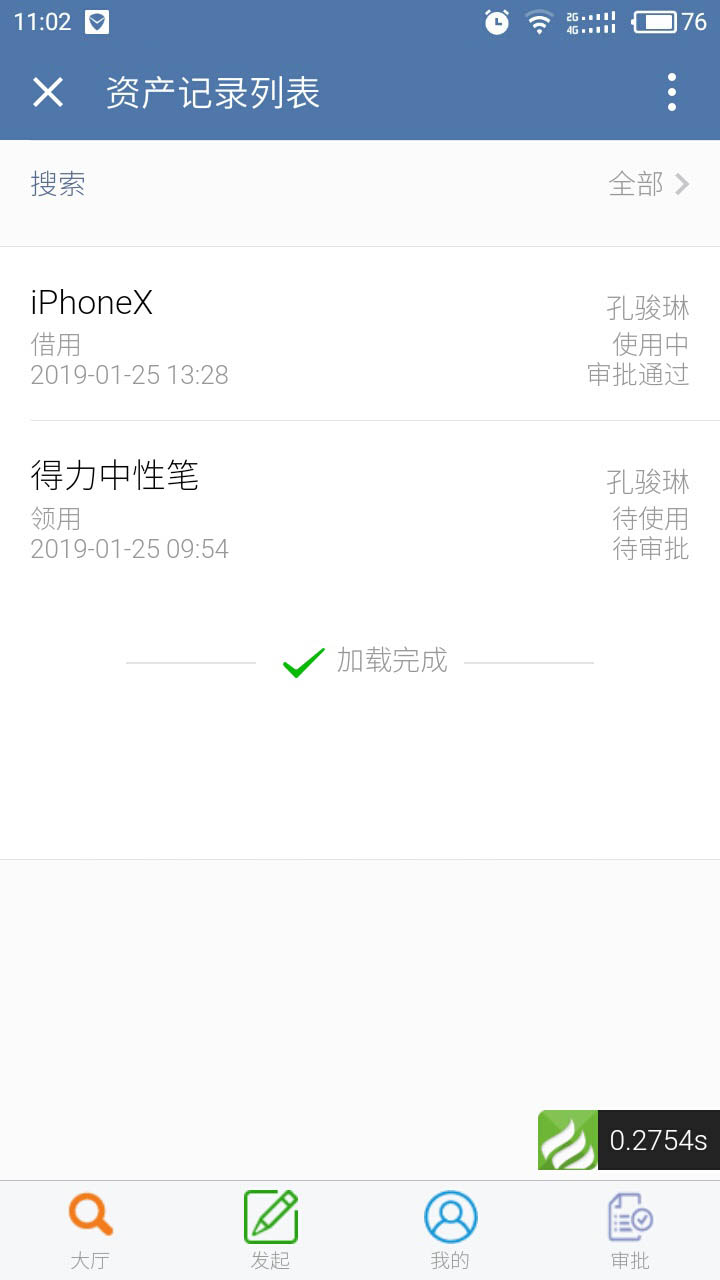 11:02
2G
4G
76
资产记录列表
搜索 全部
iPhoneX 孔骏琳
借用 使用中
2019-01-25 13:28 审批通过
得力中性笔 孔骏琳
领用 待使用
2019-01-25 09:54 待审批
加载完成
0.2754s
大厅 发起 我的 审批